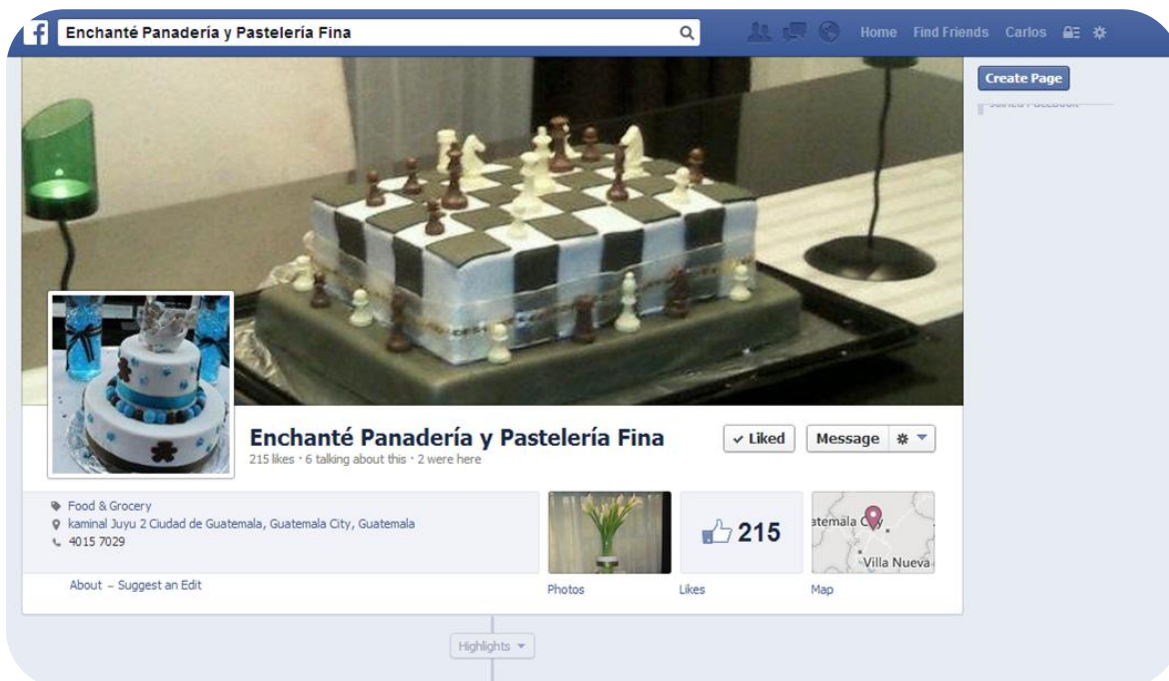 f Enchanté Panadería y Pastelería Fina Home Find Friends Carlos
Create Page
Enchanté Panadería y Pastelería Fina
✓ Liked Message
215 likes · 6 talking about this · 2 were here
Food & Grocery
kaminal Juyu 2 Ciudad de Guatemala, Guatemala City, Guatemala
4015 7029
215
atemala City
Villa Nueva
About – Suggest an Edit
Photos Likes Map
Highlights